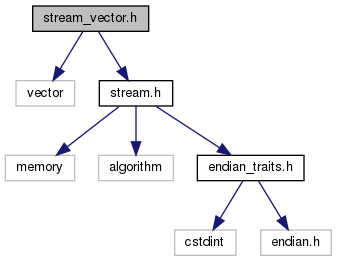 stream_vector.h
vector
stream.h
memory
algorithm
endian_traits.h
cstdint
endian.h